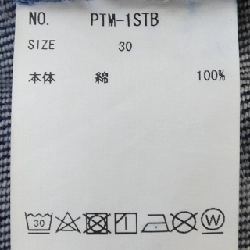 NO. PTM-1STB
SIZE 30
本体 綿 100%
30 W